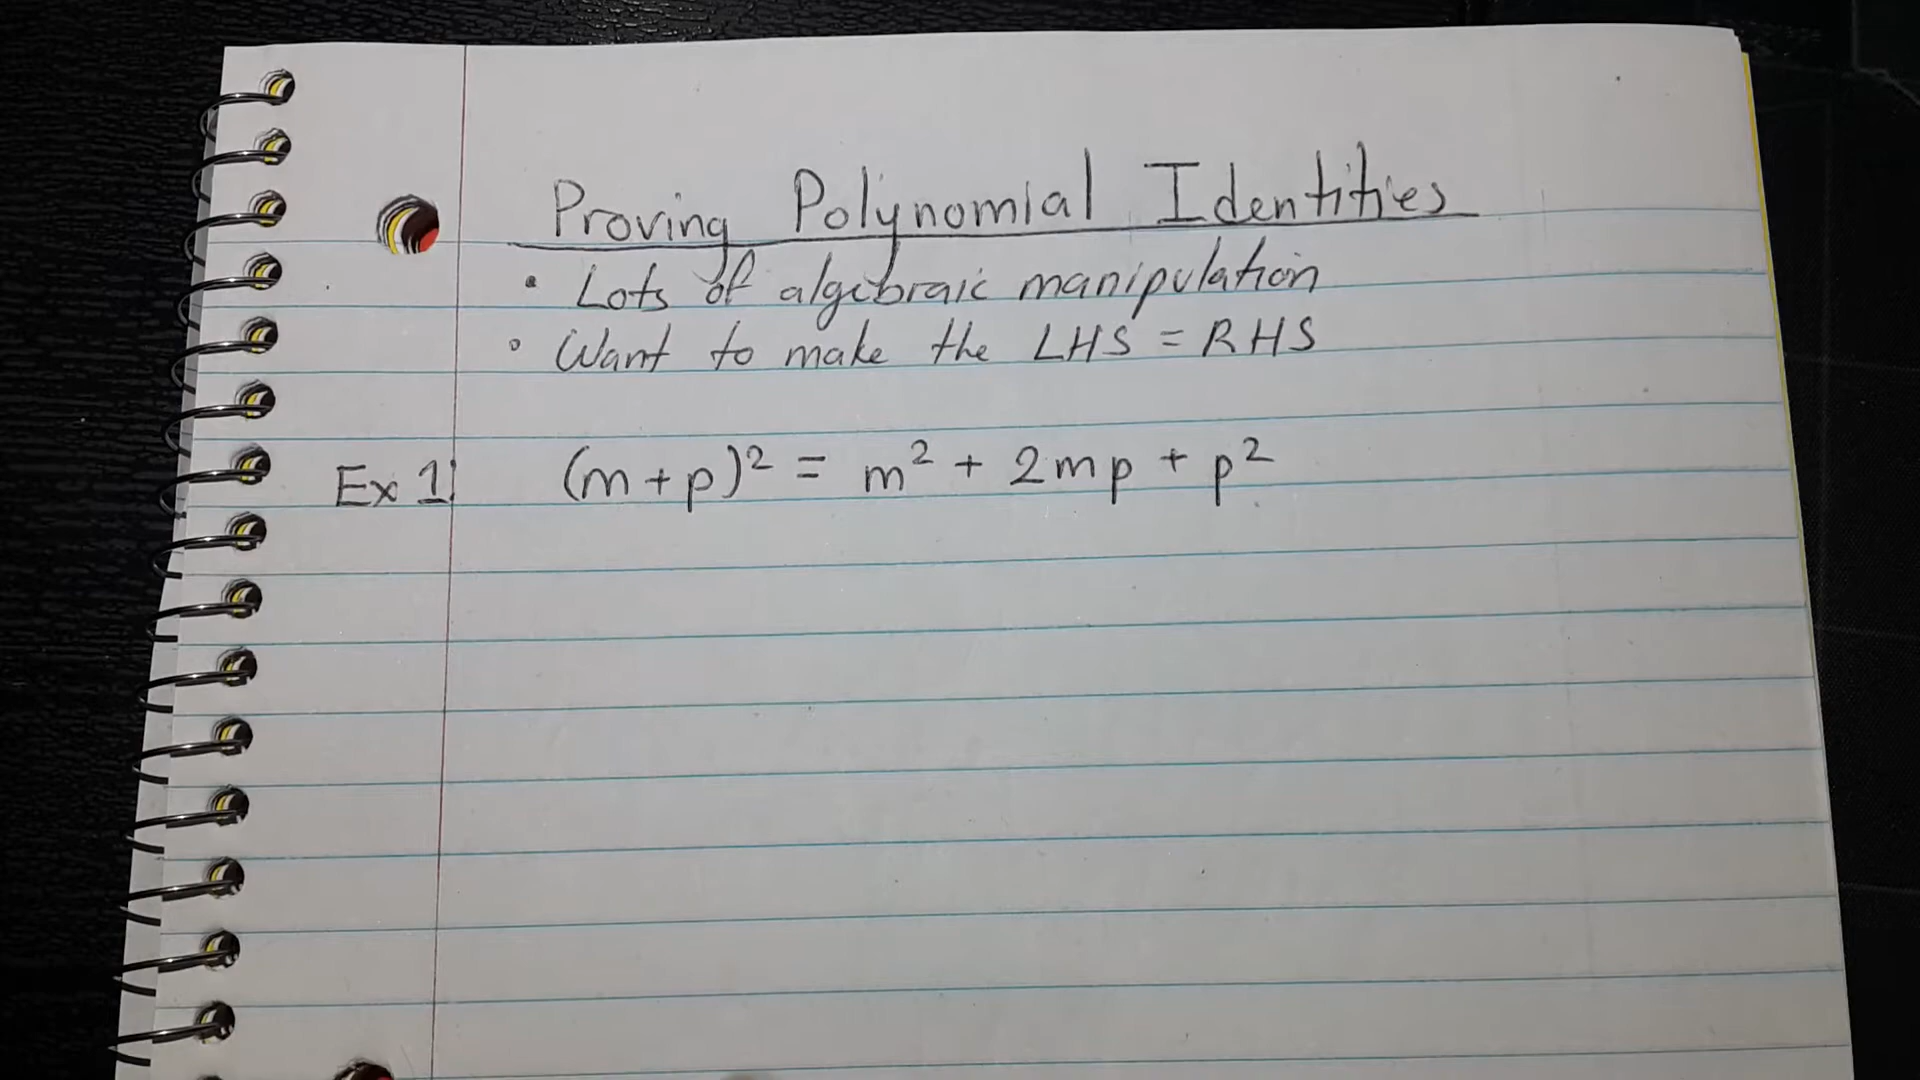 Proving Polynomial Identities
• Lots of algebraic manipulation
• Want to make the LHS = RHS
Ex 1 (m+p)² = m² + 2mp + p²